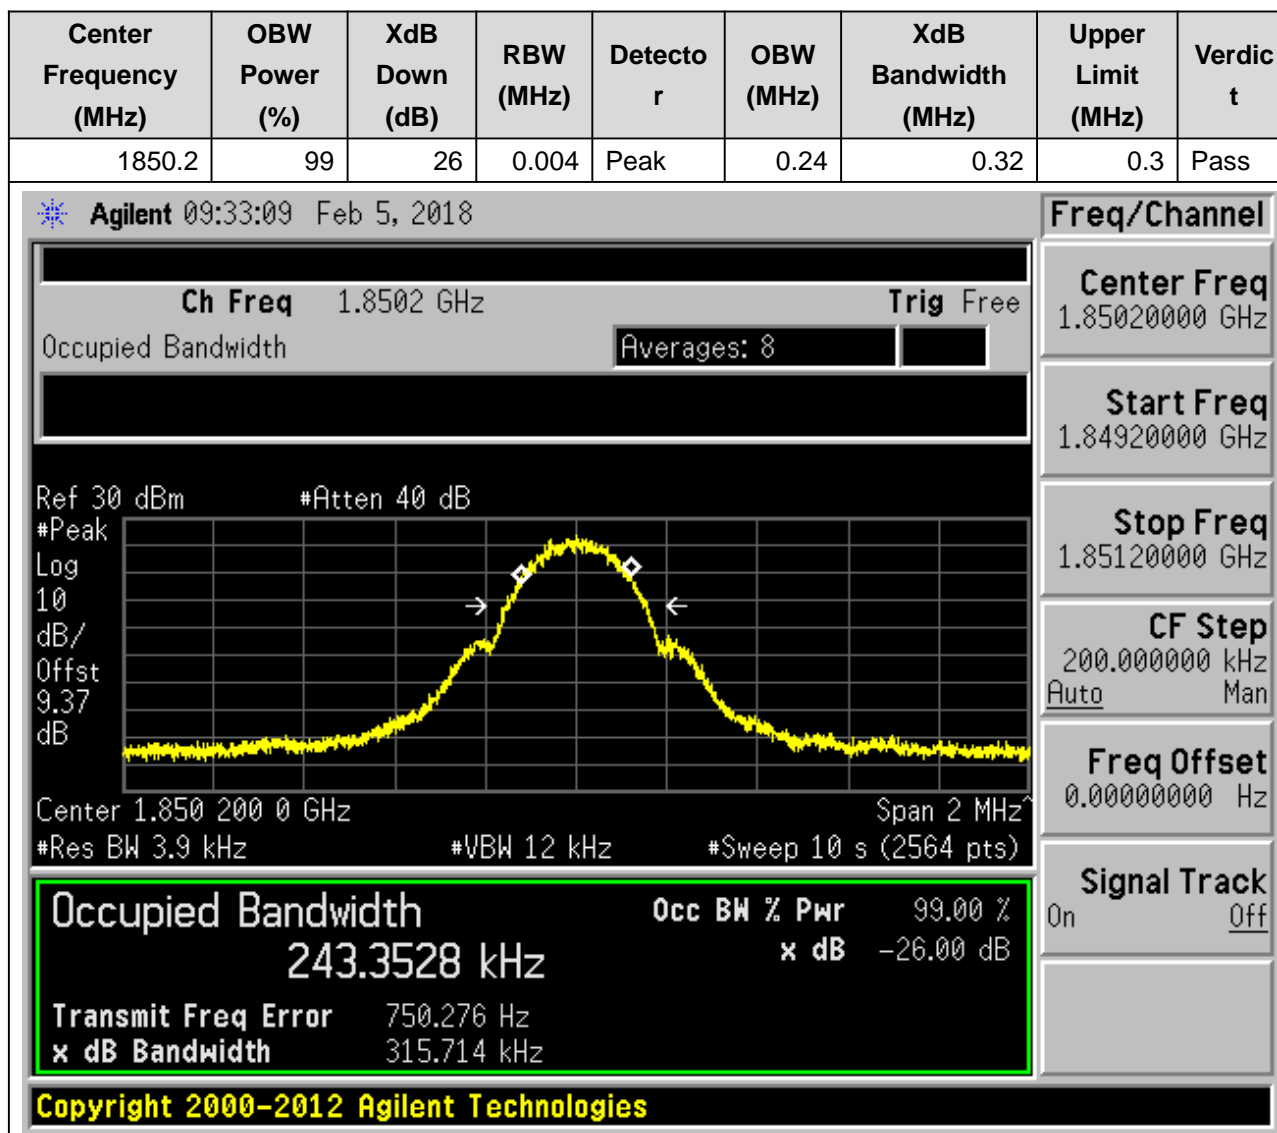 Center Frequency (MHz) OBW Power (%) XdB Down (dB) RBW (MHz) Detector OBW (MHz) XdB Bandwidth (MHz) Upper Limit (MHz) Verdict
1850.2 99 26 0.004 Peak 0.24 0.32 0.3 Pass
Agilent 09:33:09 Feb 5, 2018
Ch Freq 1.8502 GHz Trig Free
Occupied Bandwidth Averages: 8
Ref 30 dBm #Atten 40 dB
#Peak
Log
10
dB/
Offst
9.37
dB
Center 1.850 200 0 GHz Span 2 MHz^
#Res BW 3.9 kHz #VBW 12 kHz #Sweep 10 s (2564 pts)
Occupied Bandwidth Occ BW % Pwr 99.00 %
243.3528 kHz x dB -26.00 dB
Transmit Freq Error 750.276 Hz
x dB Bandwidth 315.714 kHz
Freq/Channel
Center Freq
1.85020000 GHz
Start Freq
1.84920000 GHz
Stop Freq
1.85120000 GHz
CF Step
200.000000 kHz
Auto Man
Freq Offset
0.00000000 Hz
Signal Track
On Off
Copyright 2000-2012 Agilent Technologies